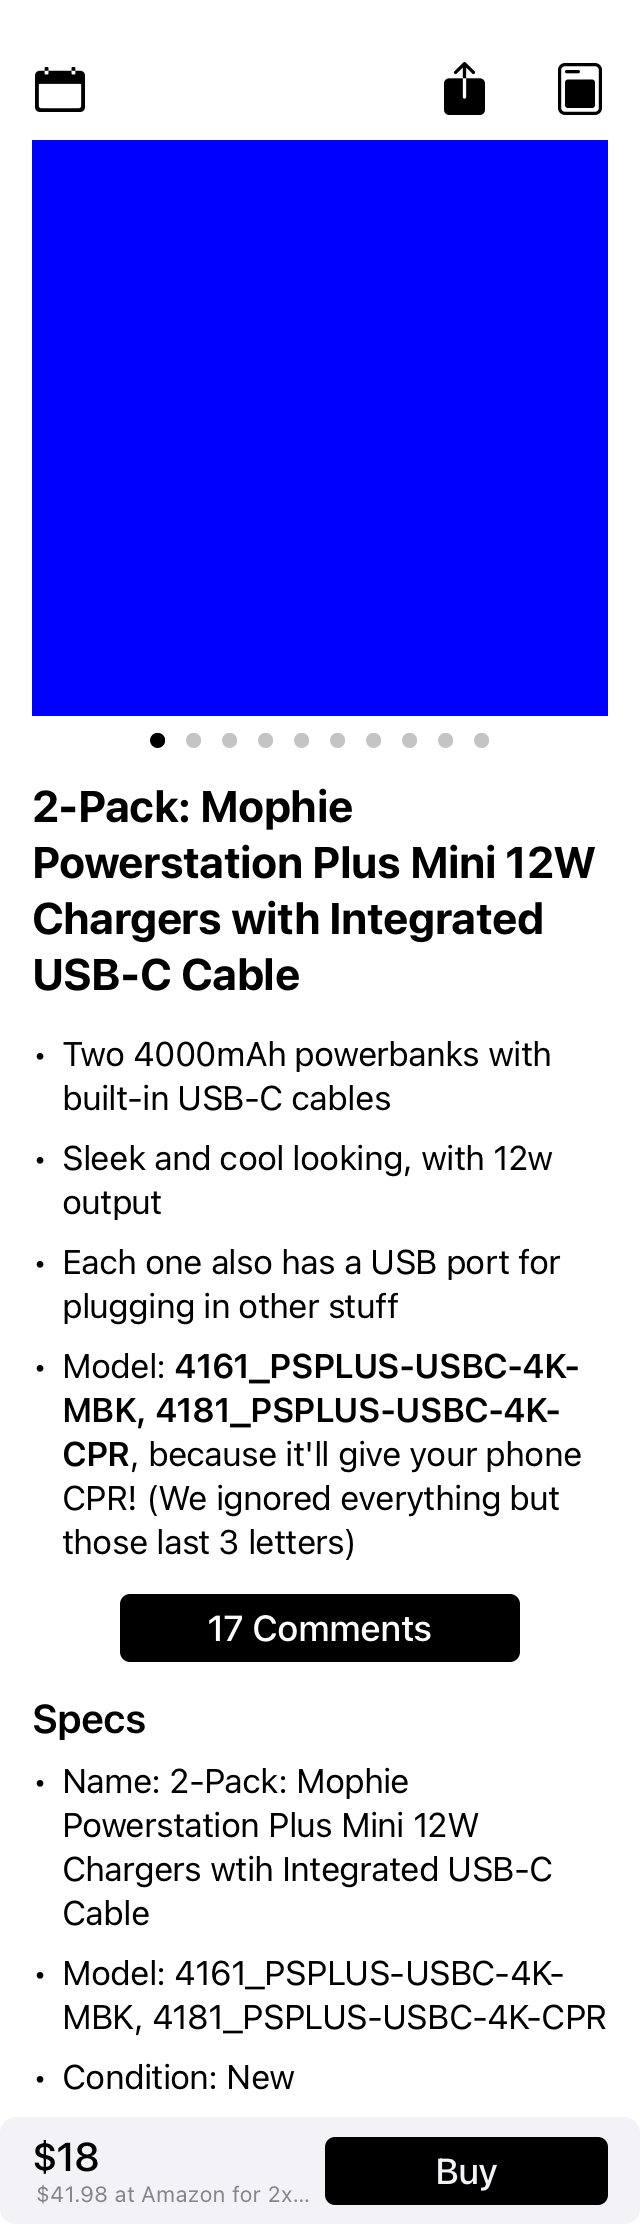 2-Pack: Mophie
Powerstation Plus Mini 12W
Chargers with Integrated
USB-C Cable
• Two 4000mAh powerbanks with
built-in USB-C cables
• Sleek and cool looking, with 12w
output
• Each one also has a USB port for
plugging in other stuff
• Model: 4161_PSPLUS-USBC-4K-
MBK, 4181_PSPLUS-USBC-4K-
CPR, because it'll give your phone
CPR! (We ignored everything but
those last 3 letters)
17 Comments
Specs
• Name: 2-Pack: Mophie
Powerstation Plus Mini 12W
Chargers wtih Integrated USB-C
Cable
• Model: 4161_PSPLUS-USBC-4K-
MBK, 4181_PSPLUS-USBC-4K-CPR
• Condition: New
$18
$41.98 at Amazon for 2x...
Buy